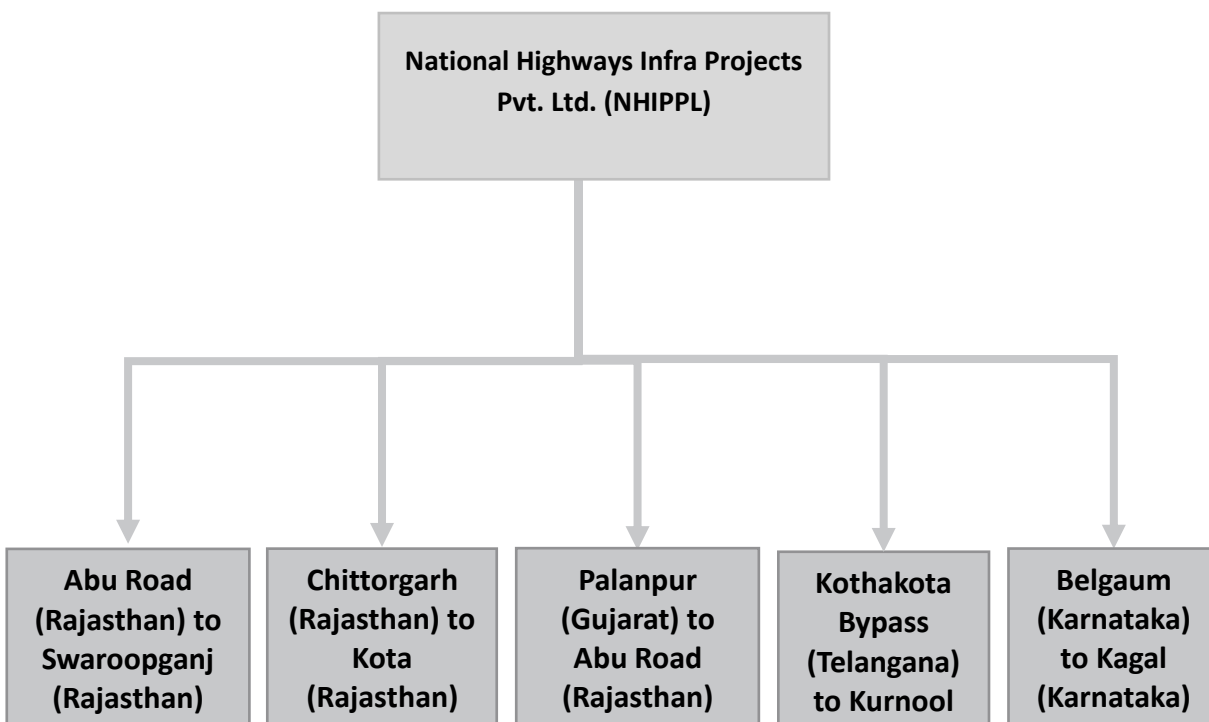 National Highways Infra Projects
Pvt. Ltd. (NHIPPL)
Abu Road
(Rajasthan) to
Swaroopganj
(Rajasthan)
Chittorgarh
(Rajasthan) to
Kota
(Rajasthan)
Palanpur
(Gujarat) to
Abu Road
(Rajasthan)
Kothakota
Bypass
(Telangana)
to Kurnool
Belgaum
(Karnataka)
to Kagal
(Karnataka)